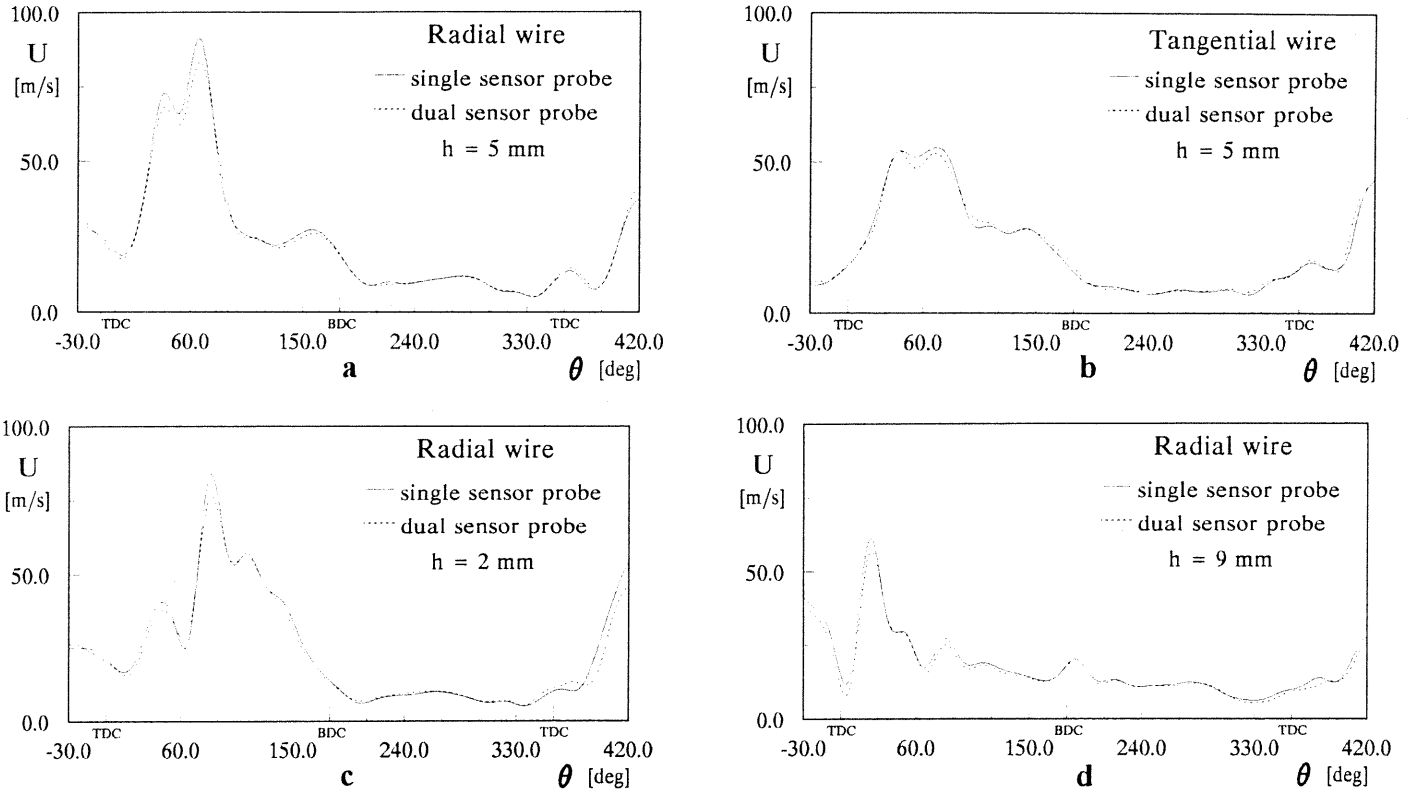 100.0
U
[m/s]
50.0
0.0
Radial wire
single sensor probe
dual sensor probe
h = 5 mm
TDC BDC TDC
-30.0 60.0 150.0 240.0 330.0 420.0
a θ [deg]
100.0
U
[m/s]
50.0
0.0
Tangential wire
single sensor probe
dual sensor probe
h = 5 mm
TDC BDC TDC
-30.0 60.0 150.0 240.0 330.0 420.0
b θ [deg]
100.0
U
[m/s]
50.0
0.0
Radial wire
single sensor probe
dual sensor probe
h = 2 mm
TDC BDC TDC
-30.0 60.0 150.0 240.0 330.0 420.0
c θ [deg]
100.0
U
[m/s]
50.0
0.0
Radial wire
single sensor probe
dual sensor probe
h = 9 mm
TDC BDC TDC
-30.0 60.0 150.0 240.0 330.0 420.0
d θ [deg]